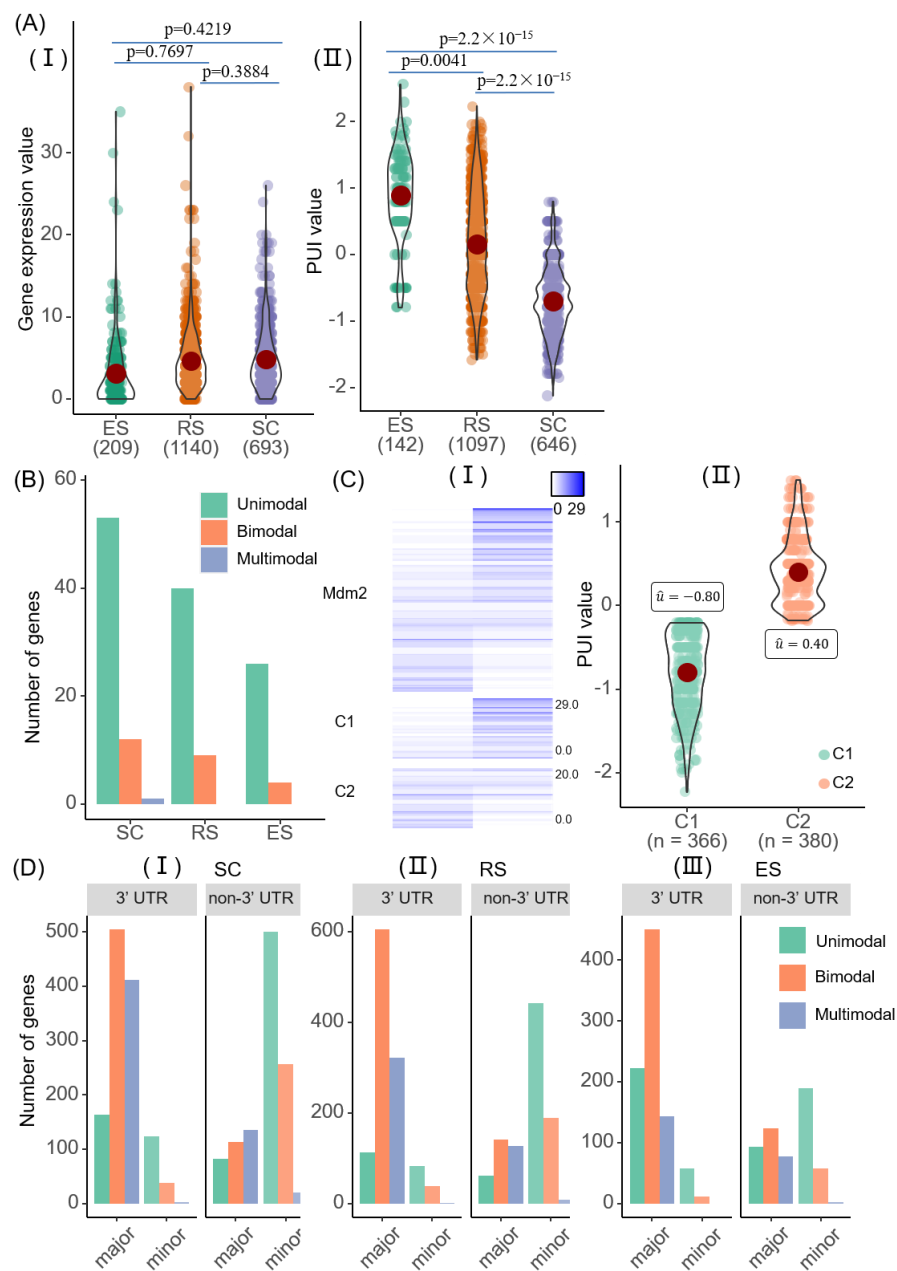 (A)
(Ⅰ)
p=0.4219
p=0.7697
p=0.3884
Gene expression value
30
20
10
0
ES
RS
SC
(209)
(1140)
(693)
(Ⅱ)
p=2.2×10⁻¹⁵
p=0.0041
p=2.2×10⁻¹⁵
PUI value
2
1
0
-1
-2
ES
RS
SC
(142)
(1097)
(646)
(B)
Number of genes
60
40
20
0
Unimodal
Bimodal
Multimodal
SC
RS
ES
(C)
(Ⅰ)
0 29
Mdm2
C1
29.0
0.0
C2
20.0
0.0
(Ⅱ)
PUI value
1
0
-1
-2
û = −0.80
û = 0.40
C1
C2
C1
C2
(n = 366)
(n = 380)
(D)
(Ⅰ)
SC
3’ UTR
non-3’ UTR
Number of genes
500
400
300
200
100
0
major
minor
major
minor
(Ⅱ)
RS
3’ UTR
non-3’ UTR
600
400
200
0
major
minor
major
minor
(Ⅲ)
ES
3’ UTR
non-3’ UTR
400
300
200
100
0
Unimodal
Bimodal
Multimodal
major
minor
major
minor